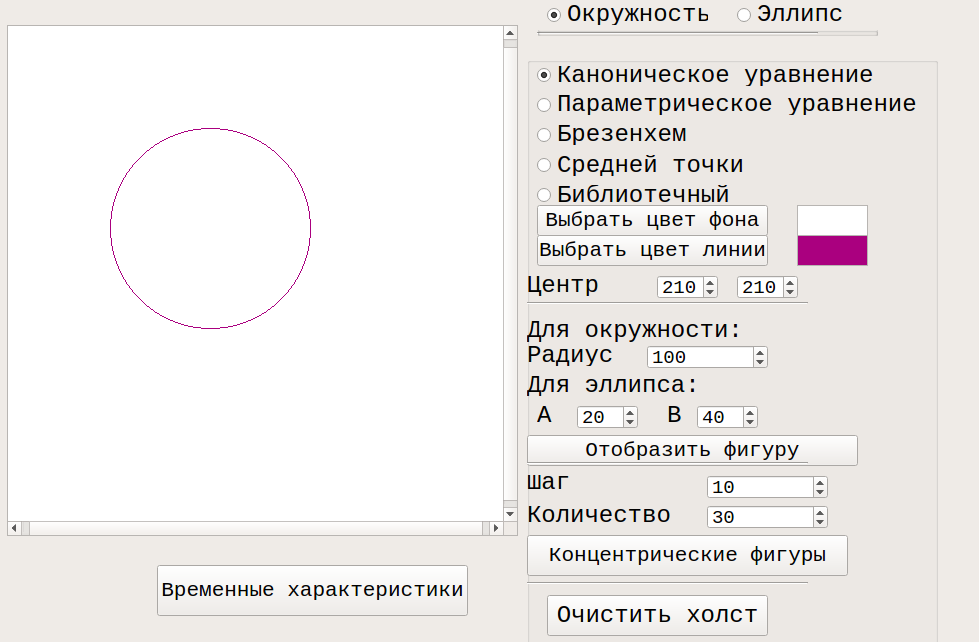 Окружность Эллипс
Каноническое уравнение
Параметрическое уравнение
Брезенхем
Средней точки
Библиотечный
Выбрать цвет фона
Выбрать цвет линии
Центр 210 210
Для окружности:
Радиус 100
Для эллипса:
A 20 B 40
Отобразить фигуру
Шаг 10
Количество 30
Концентрические фигуры
Временные характеристики
Очистить холст